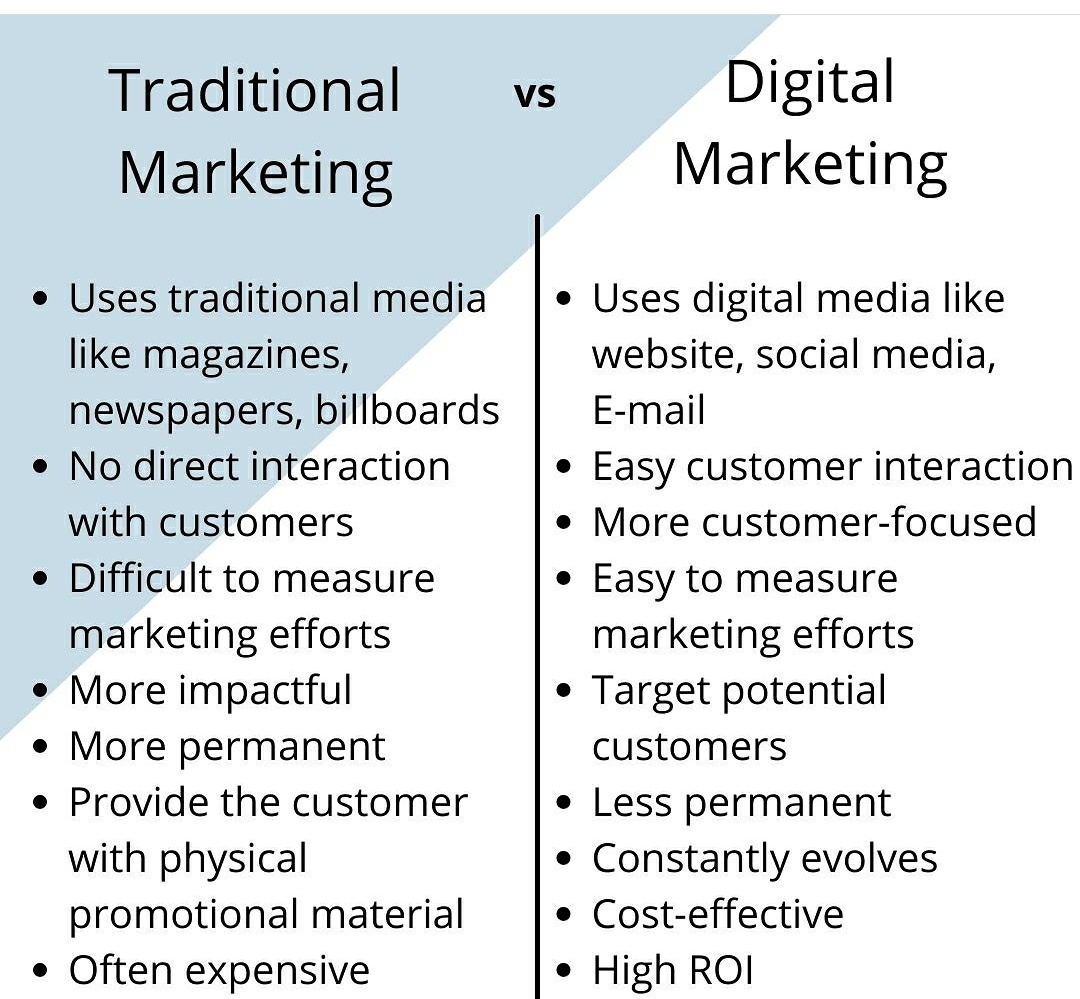 Traditional
Marketing
vs
Digital
Marketing
• Uses traditional media
like magazines,
newspapers, billboards
• No direct interaction
with customers
• Difficult to measure
marketing efforts
• More impactful
• More permanent
• Provide the customer
with physical
promotional material
• Often expensive
• Uses digital media like
website, social media,
E-mail
• Easy customer interaction
• More customer-focused
• Easy to measure
marketing efforts
• Target potential
customers
• Less permanent
• Constantly evolves
• Cost-effective
• High ROI